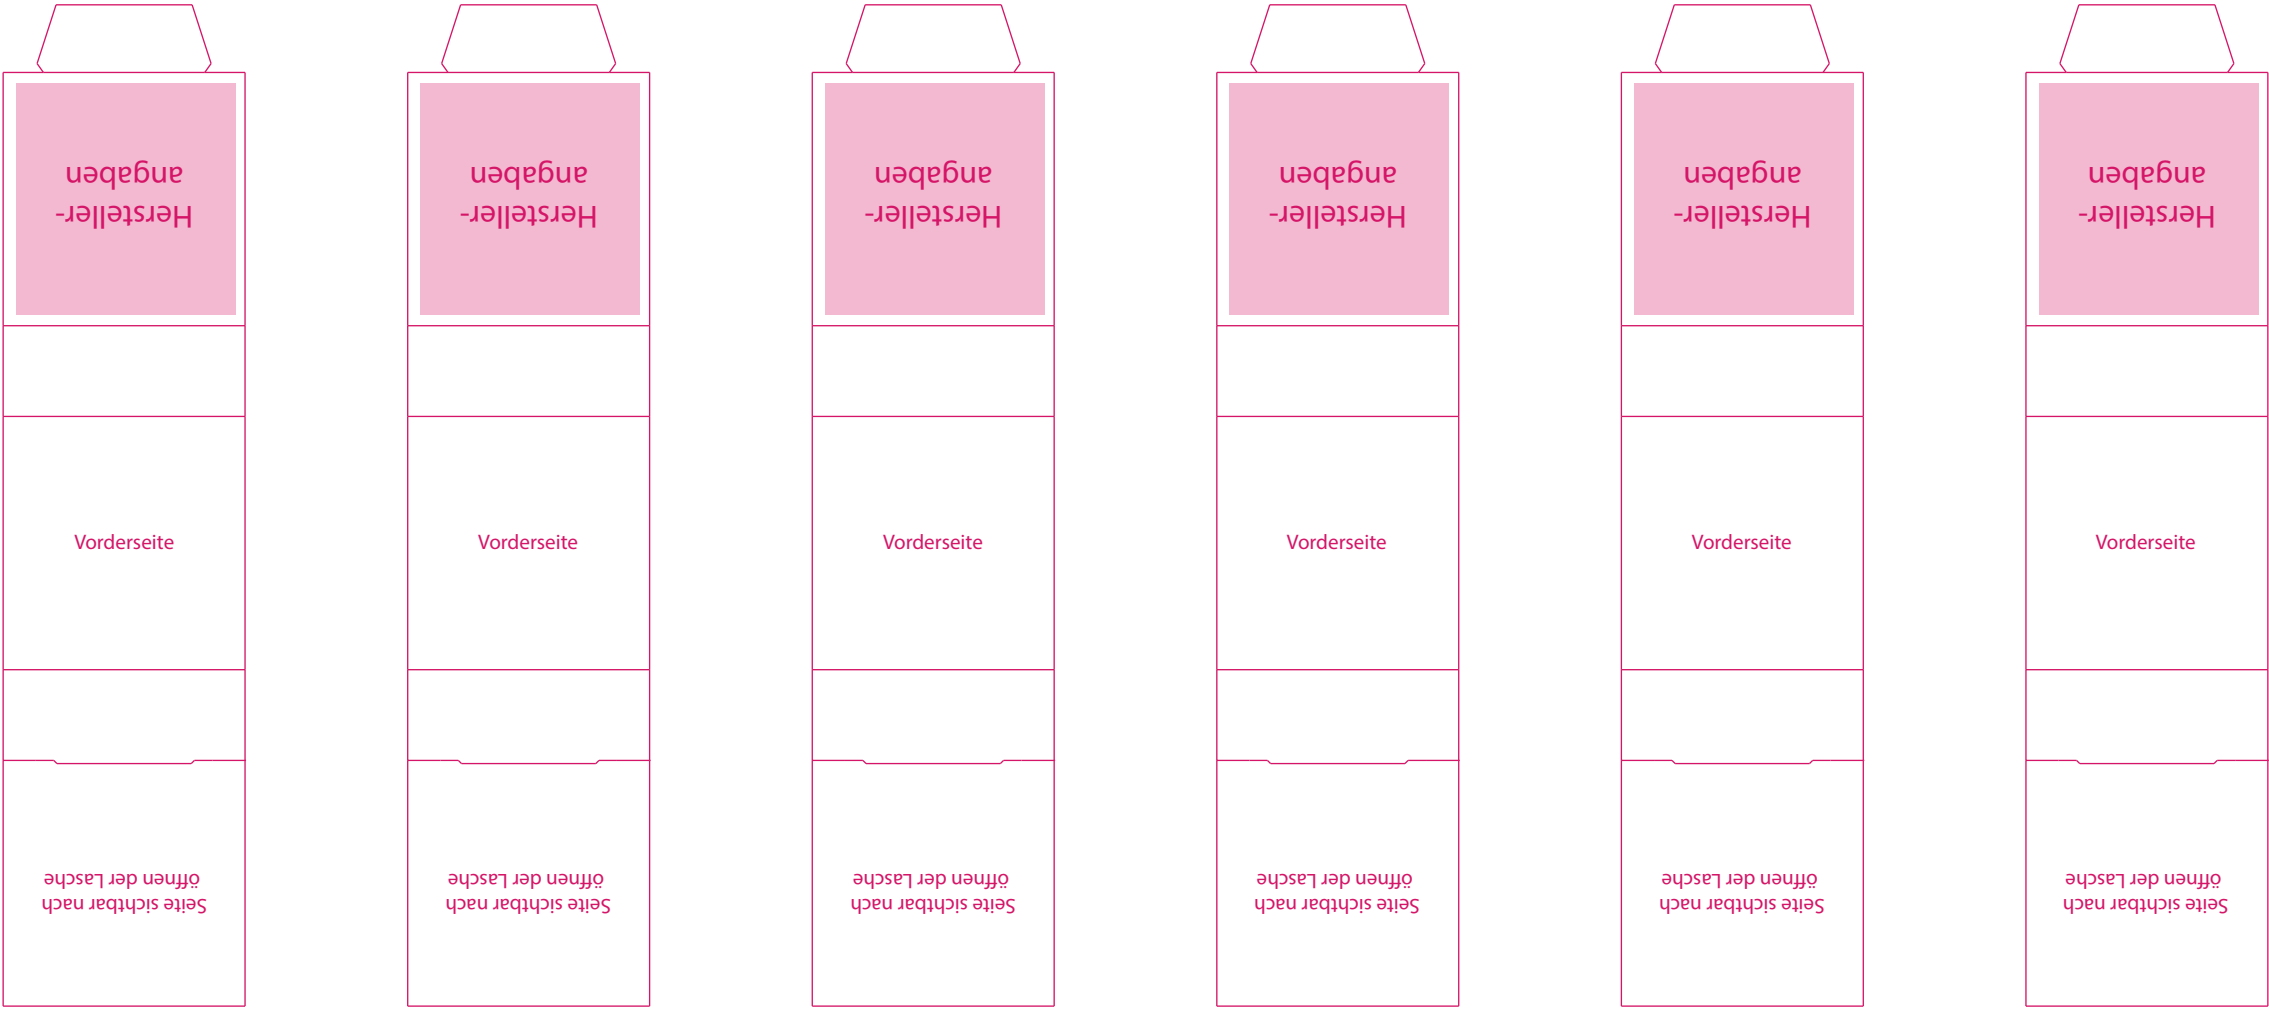 Hersteller-
angaben
Vorderseite
Seite sichtbar nach
öffnen der Lasche
Hersteller-
angaben
Vorderseite
Seite sichtbar nach
öffnen der Lasche
Hersteller-
angaben
Vorderseite
Seite sichtbar nach
öffnen der Lasche
Hersteller-
angaben
Vorderseite
Seite sichtbar nach
öffnen der Lasche
Hersteller-
angaben
Vorderseite
Seite sichtbar nach
öffnen der Lasche
Hersteller-
angaben
Vorderseite
Seite sichtbar nach
öffnen der Lasche